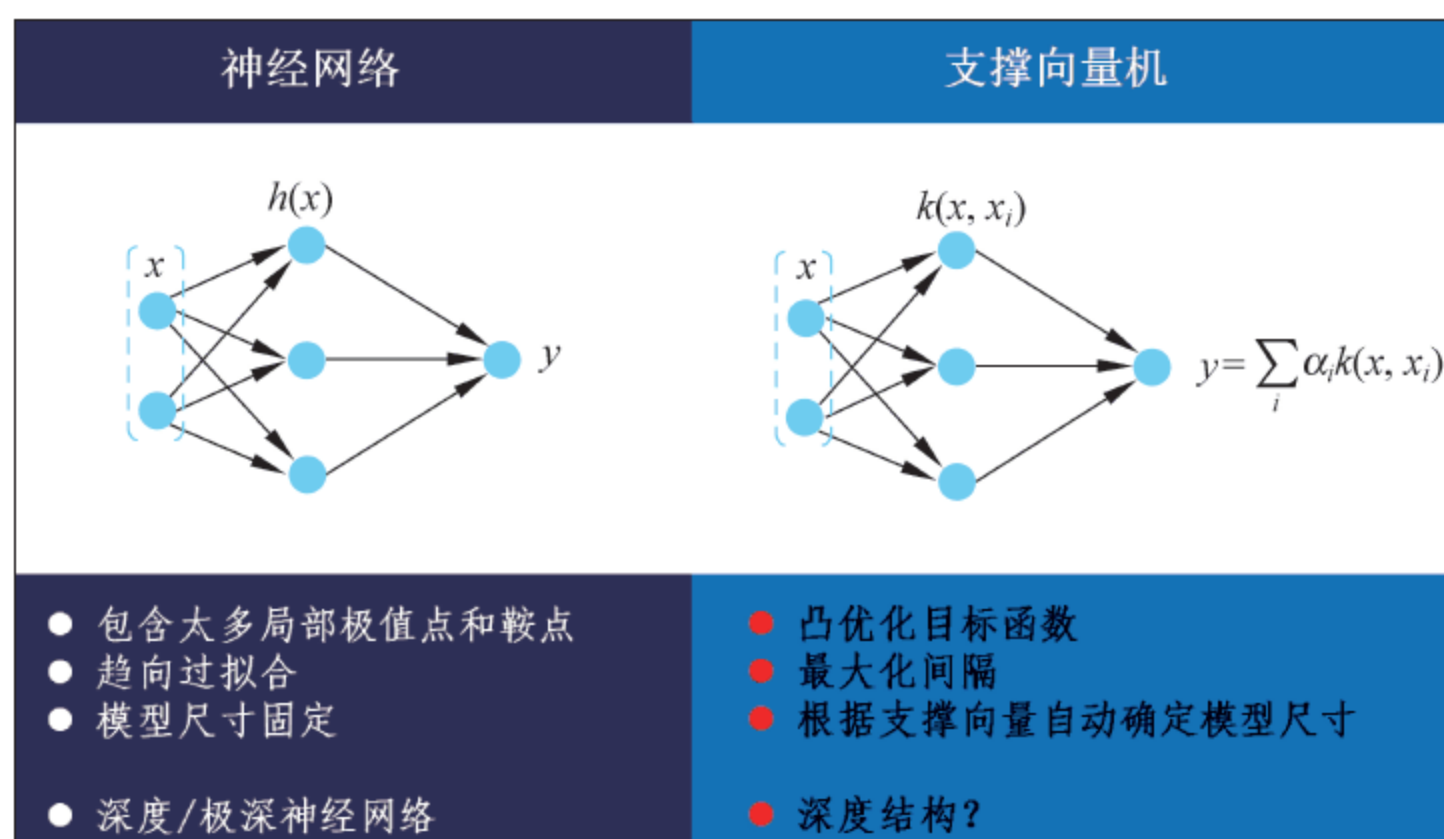 神经网络
支撑向量机
h(x)
x
y
k(x, xi)
x
y=∑αik(x, xi)
i
● 包含太多局部极值点和鞍点
● 趋向过拟合
● 模型尺寸固定
● 深度/极深神经网络
● 凸优化目标函数
● 最大化间隔
● 根据支撑向量自动确定模型尺寸
● 深度结构?